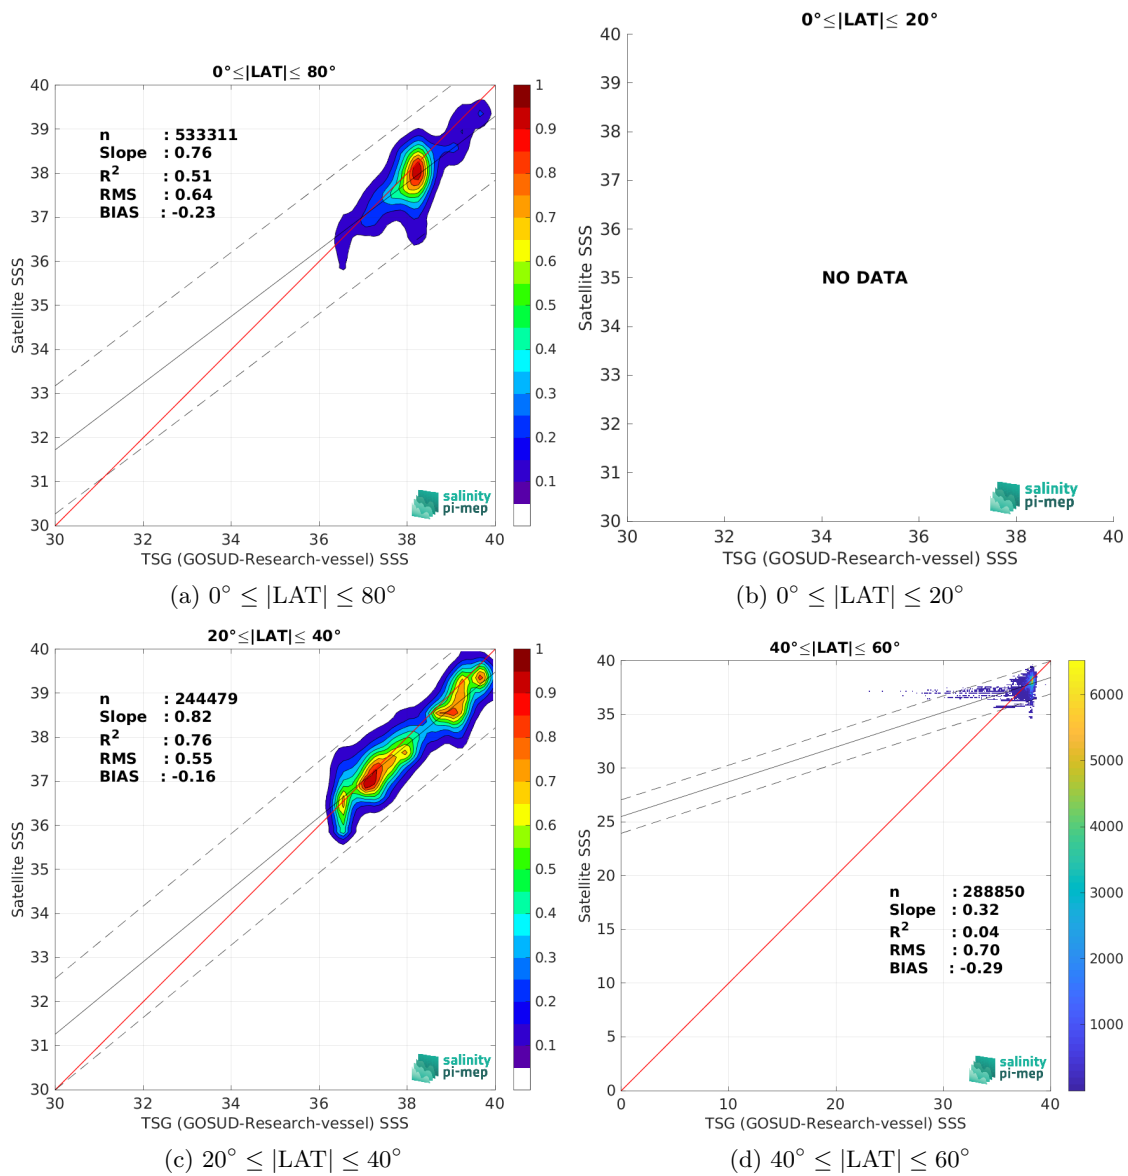 0°≤|LAT|≤ 80°
40
39
38
37
36
35
34
33
32
31
30
Satellite SSS
n : 533311
Slope : 0.76
R² : 0.51
RMS : 0.64
BIAS : -0.23
1
0.9
0.8
0.7
0.6
0.5
0.4
0.3
0.2
0.1
salinity
pi-mep
30 32 34 36 38 40
TSG (GOSUD-Research-vessel) SSS
(a) 0° ≤ |LAT| ≤ 80°
0°≤|LAT|≤ 20°
40
39
38
37
36
35
34
33
32
31
30
Satellite SSS
NO DATA
salinity
pi-mep
30 32 34 36 38 40
TSG (GOSUD-Research-vessel) SSS
(b) 0° ≤ |LAT| ≤ 20°
20°≤|LAT|≤ 40°
40
39
38
37
36
35
34
33
32
31
30
Satellite SSS
n : 244479
Slope : 0.82
R² : 0.76
RMS : 0.55
BIAS : -0.16
1
0.9
0.8
0.7
0.6
0.5
0.4
0.3
0.2
0.1
salinity
pi-mep
30 32 34 36 38 40
TSG (GOSUD-Research-vessel) SSS
(c) 20° ≤ |LAT| ≤ 40°
40°≤|LAT|≤ 60°
40
35
30
25
20
15
10
5
0
Satellite SSS
n : 288850
Slope : 0.32
R² : 0.04
RMS : 0.70
BIAS : -0.29
6000
5000
4000
3000
2000
1000
salinity
pi-mep
0 10 20 30 40
TSG (GOSUD-Research-vessel) SSS
(d) 40° ≤ |LAT| ≤ 60°